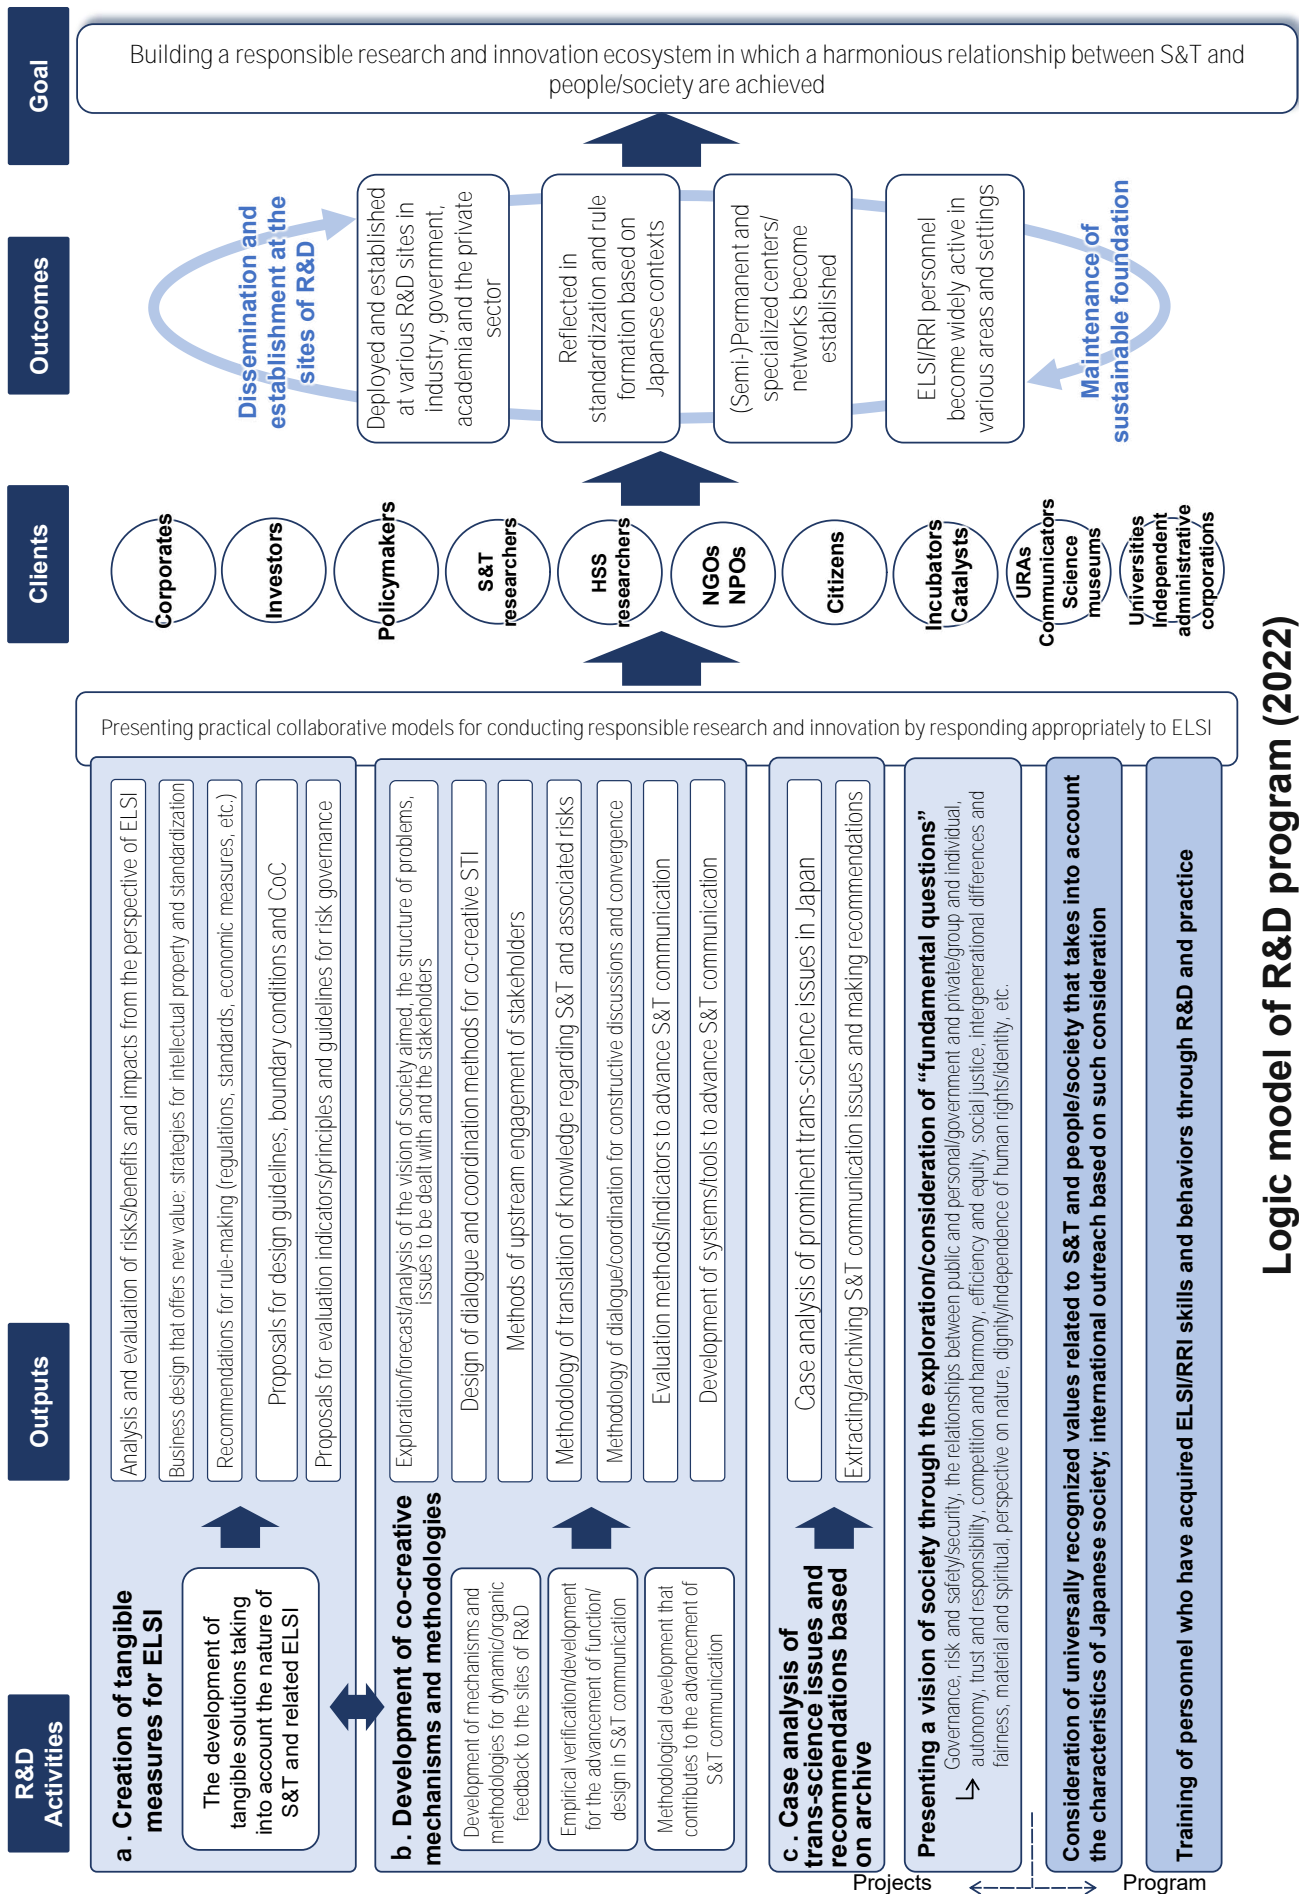 R&D
Activities
Outputs
Clients
Outcomes
Goal
a . Creation of tangible
measures for ELSI
The development of
tangible solutions taking
into account the nature of
S&T and related ELSI
Analysis and evaluation of risks/benefits and impacts from the perspective of ELSI
Business design that offers new value; strategies for intellectual property and standardization
Recommendations for rule-making (regulations, standards, economic measures, etc.)
Proposals for design guidelines, boundary conditions and CoC
Proposals for evaluation indicators/principles and guidelines for risk governance
b . Development of co-creative
mechanisms and methodologies
Development of mechanisms and
methodologies for dynamic/organic
feedback to the sites of R&D
Empirical verification/development
for the advancement of function/
design in S&T communication
Methodological development that
contributes to the advancement of
S&T communication
Exploration/forecast/analysis of the vision of society aimed, the structure of problems,
issues to be dealt with and the stakeholders
Design of dialogue and coordination methods for co-creative STI
Methods of upstream engagement of stakeholders
Methodology of translation of knowledge regarding S&T and associated risks
Methodology of dialogue/coordination for constructive discussions and convergence
Evaluation methods/indicators to advance S&T communication
Development of systems/tools to advance S&T communication
c . Case analysis of
trans-science issues and
recommendations based
on archive
Case analysis of prominent trans-science issues in Japan
Extracting/archiving S&T communication issues and making recommendations
Presenting a vision of society through the exploration/consideration of “fundamental questions”
Governance, risk and safety/security, the relationships between public and personal/government and private/group and individual,
autonomy, trust and responsibility, competition and harmony, efficiency and equity, social justice, intergenerational differences and
fairness, material and spiritual, perspective on nature, dignity/independence of human rights/identity, etc.
Consideration of universally recognized values related to S&T and people/society that takes into account
the characteristics of Japanese society; international outreach based on such consideration
Training of personnel who have acquired ELSI/RRI skills and behaviors through R&D and practice
Projects
Program
Presenting practical collaborative models for conducting responsible research and innovation by responding appropriately to ELSI
Corporates
Investors
Policymakers
S&T
researchers
HSS
researchers
NGOs
NPOs
Citizens
Incubators
Catalysts
URAs
Communicators
Science
museums
Universities
Independent
administrative
corporations
Dissemination and
establishment at the
sites of R&D
Deployed and established
at various R&D sites in
industry, government,
academia and the private
sector
Reflected in
standardization and rule
formation based on
Japanese contexts
(Semi-)Permanent and
specialized centers/
networks become
established
ELSI/RRI personnel
become widely active in
various areas and settings
Maintenance of
sustainable foundation
Building a responsible research and innovation ecosystem in which a harmonious relationship between S&T and
people/society are achieved
Logic model of R&D program (2022)